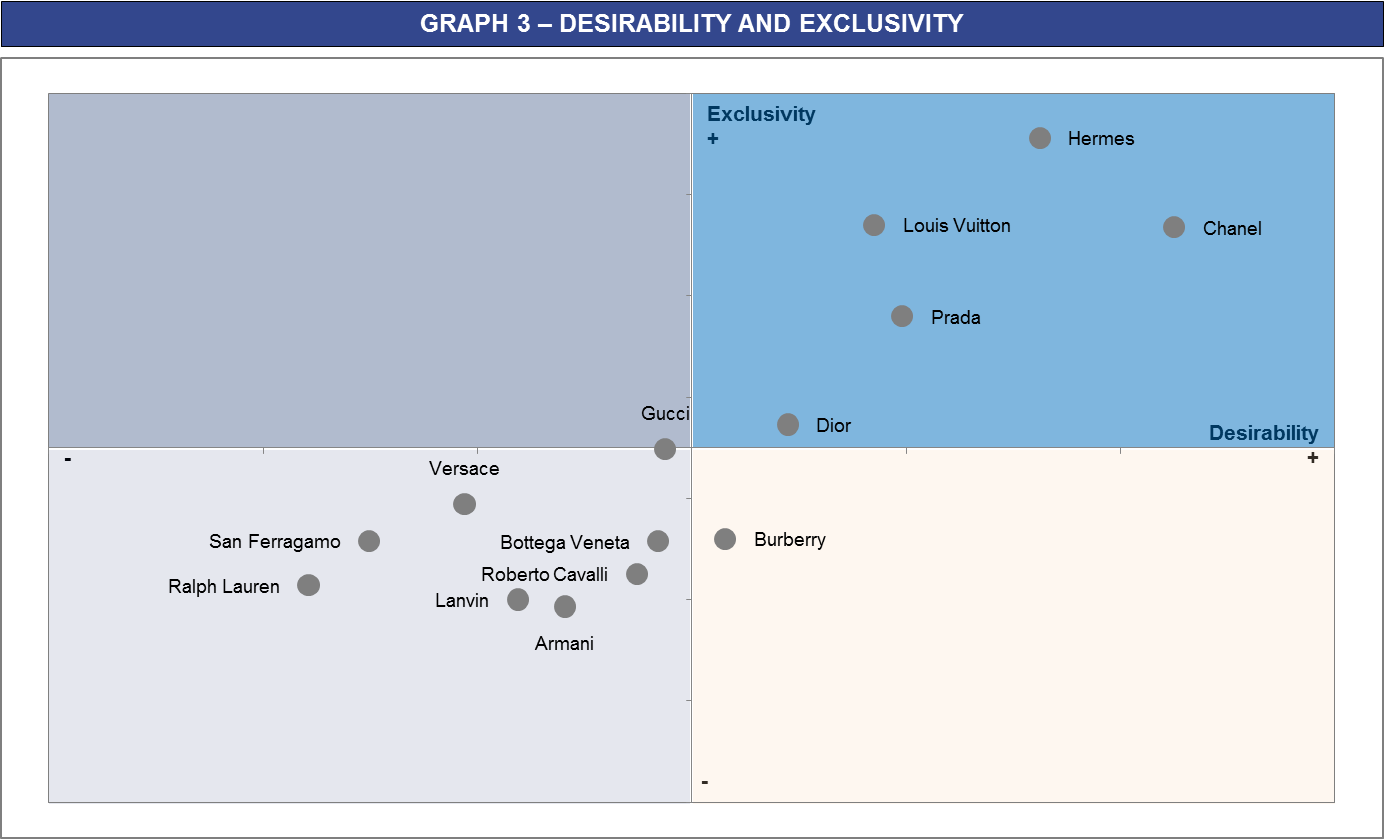 GRAPH 3 – DESIRABILITY AND EXCLUSIVITY
Exclusivity
+
Hermes
Louis Vuitton
Chanel
Prada
Gucci
Dior
Desirability
-
+
Versace
San Ferragamo
Bottega Veneta
Burberry
Roberto Cavalli
Ralph Lauren
Lanvin
Armani
-